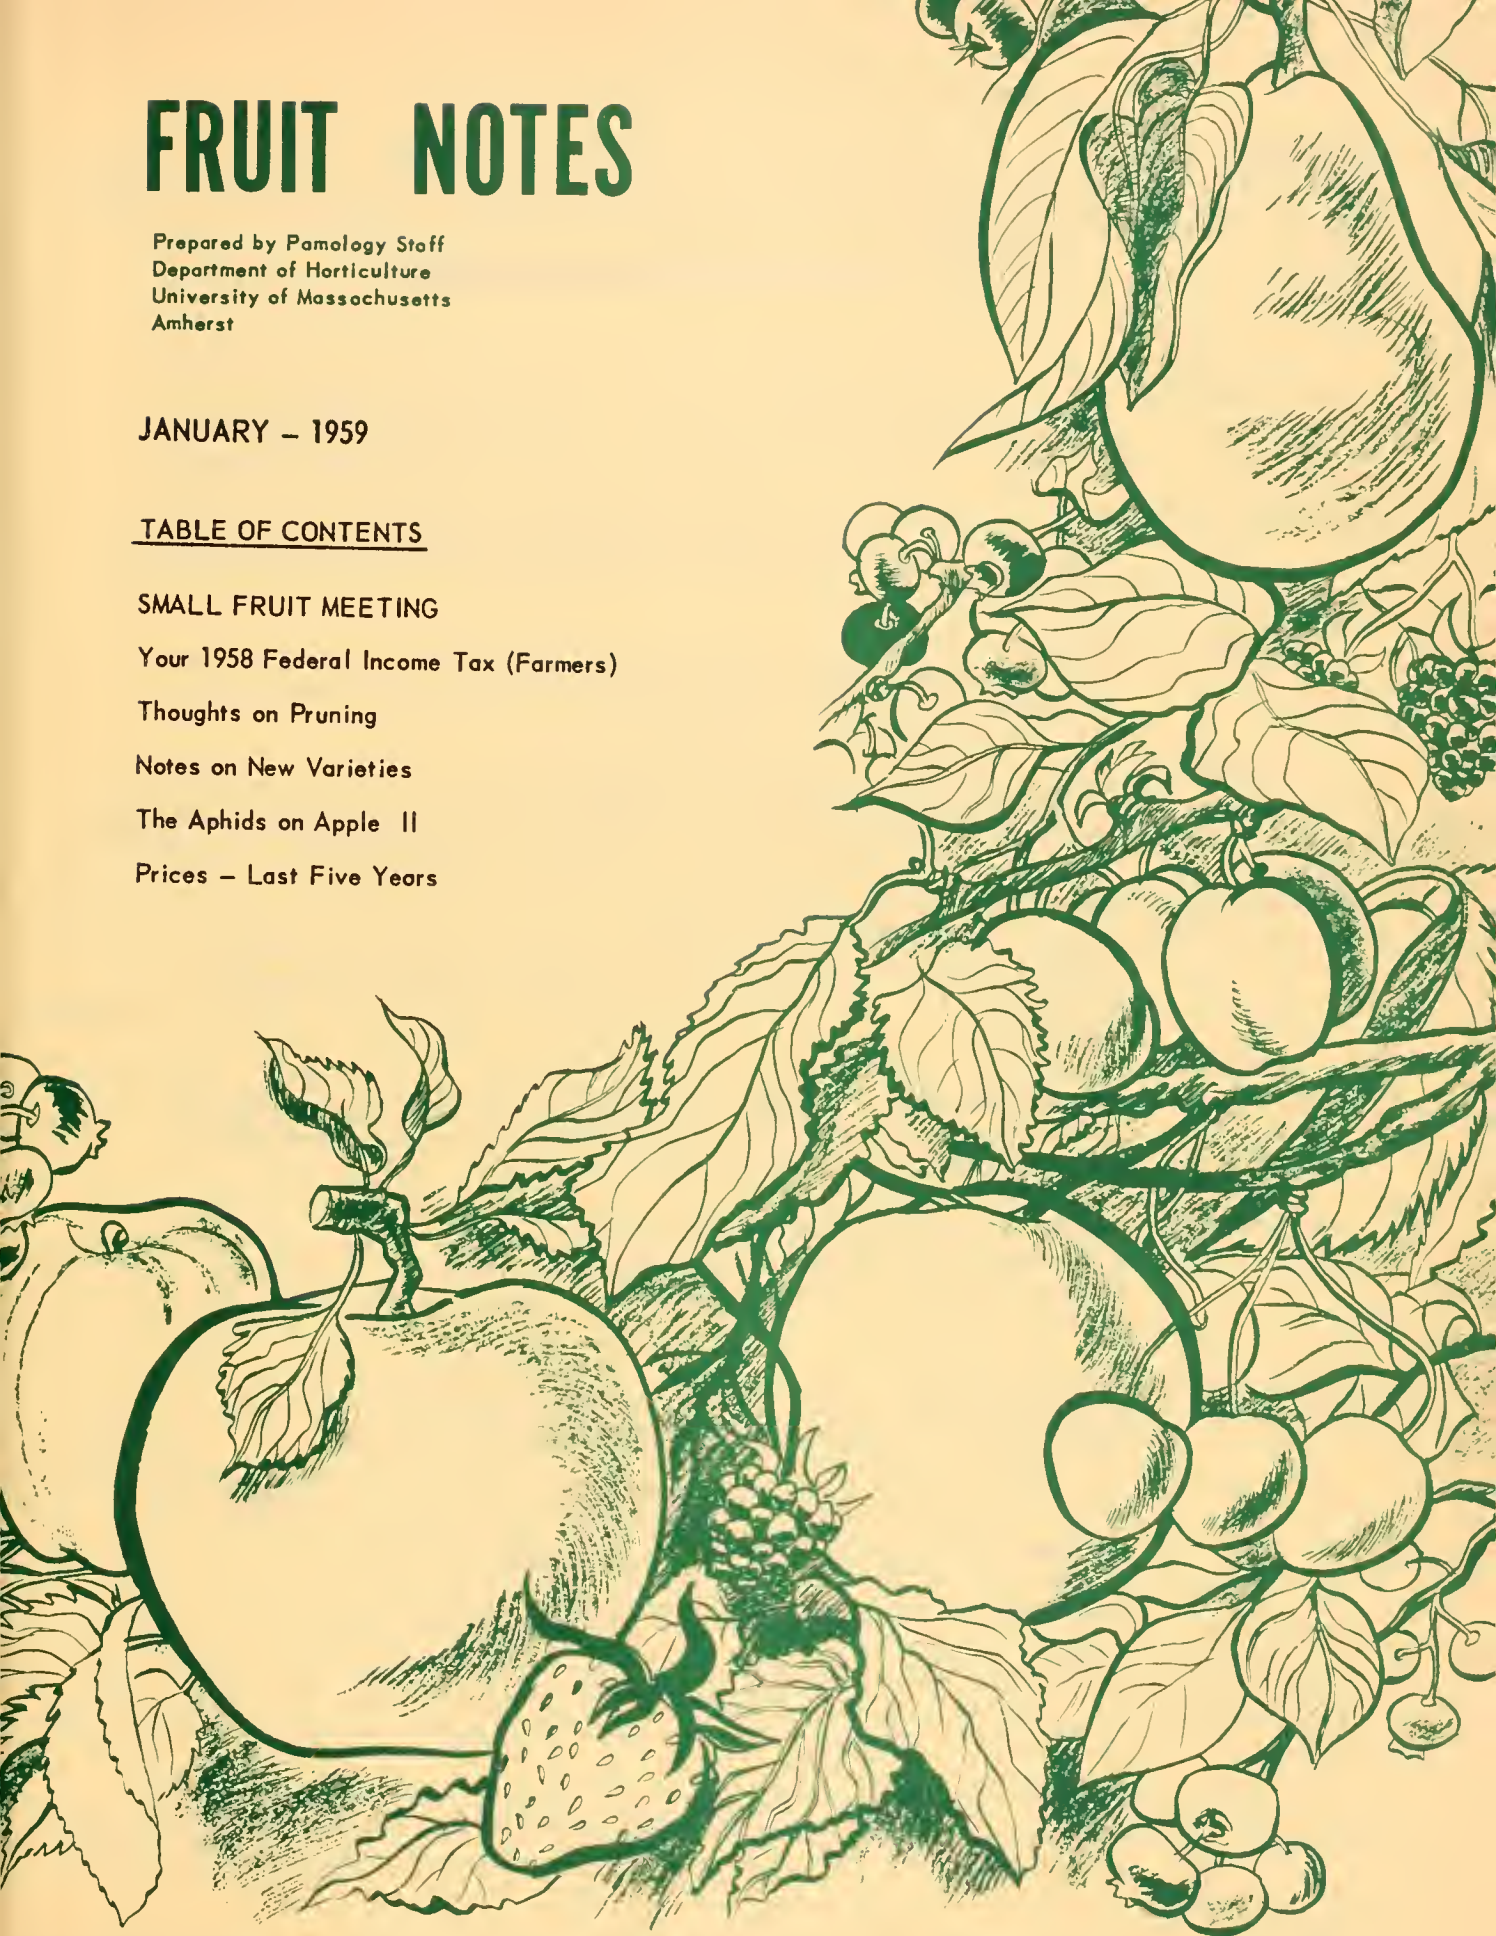 FRUIT NOTES
Prepared by Pomology Staff
Department of Horticulture
University of Massachusetts
Amherst
JANUARY – 1959
TABLE OF CONTENTS
SMALL FRUIT MEETING
Your 1958 Federal Income Tax (Farmers)
Thoughts on Pruning
Notes on New Varieties
The Aphids on Apple II
Prices – Last Five Years